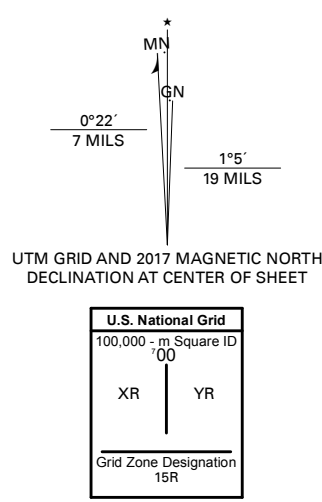 ★
MN
GN
0°22´
7 MILS
1°5´
19 MILS
UTM GRID AND 2017 MAGNETIC NORTH
DECLINATION AT CENTER OF SHEET
U.S. National Grid
100,000 - m Square ID
⁷00
XR YR
Grid Zone Designation
15R